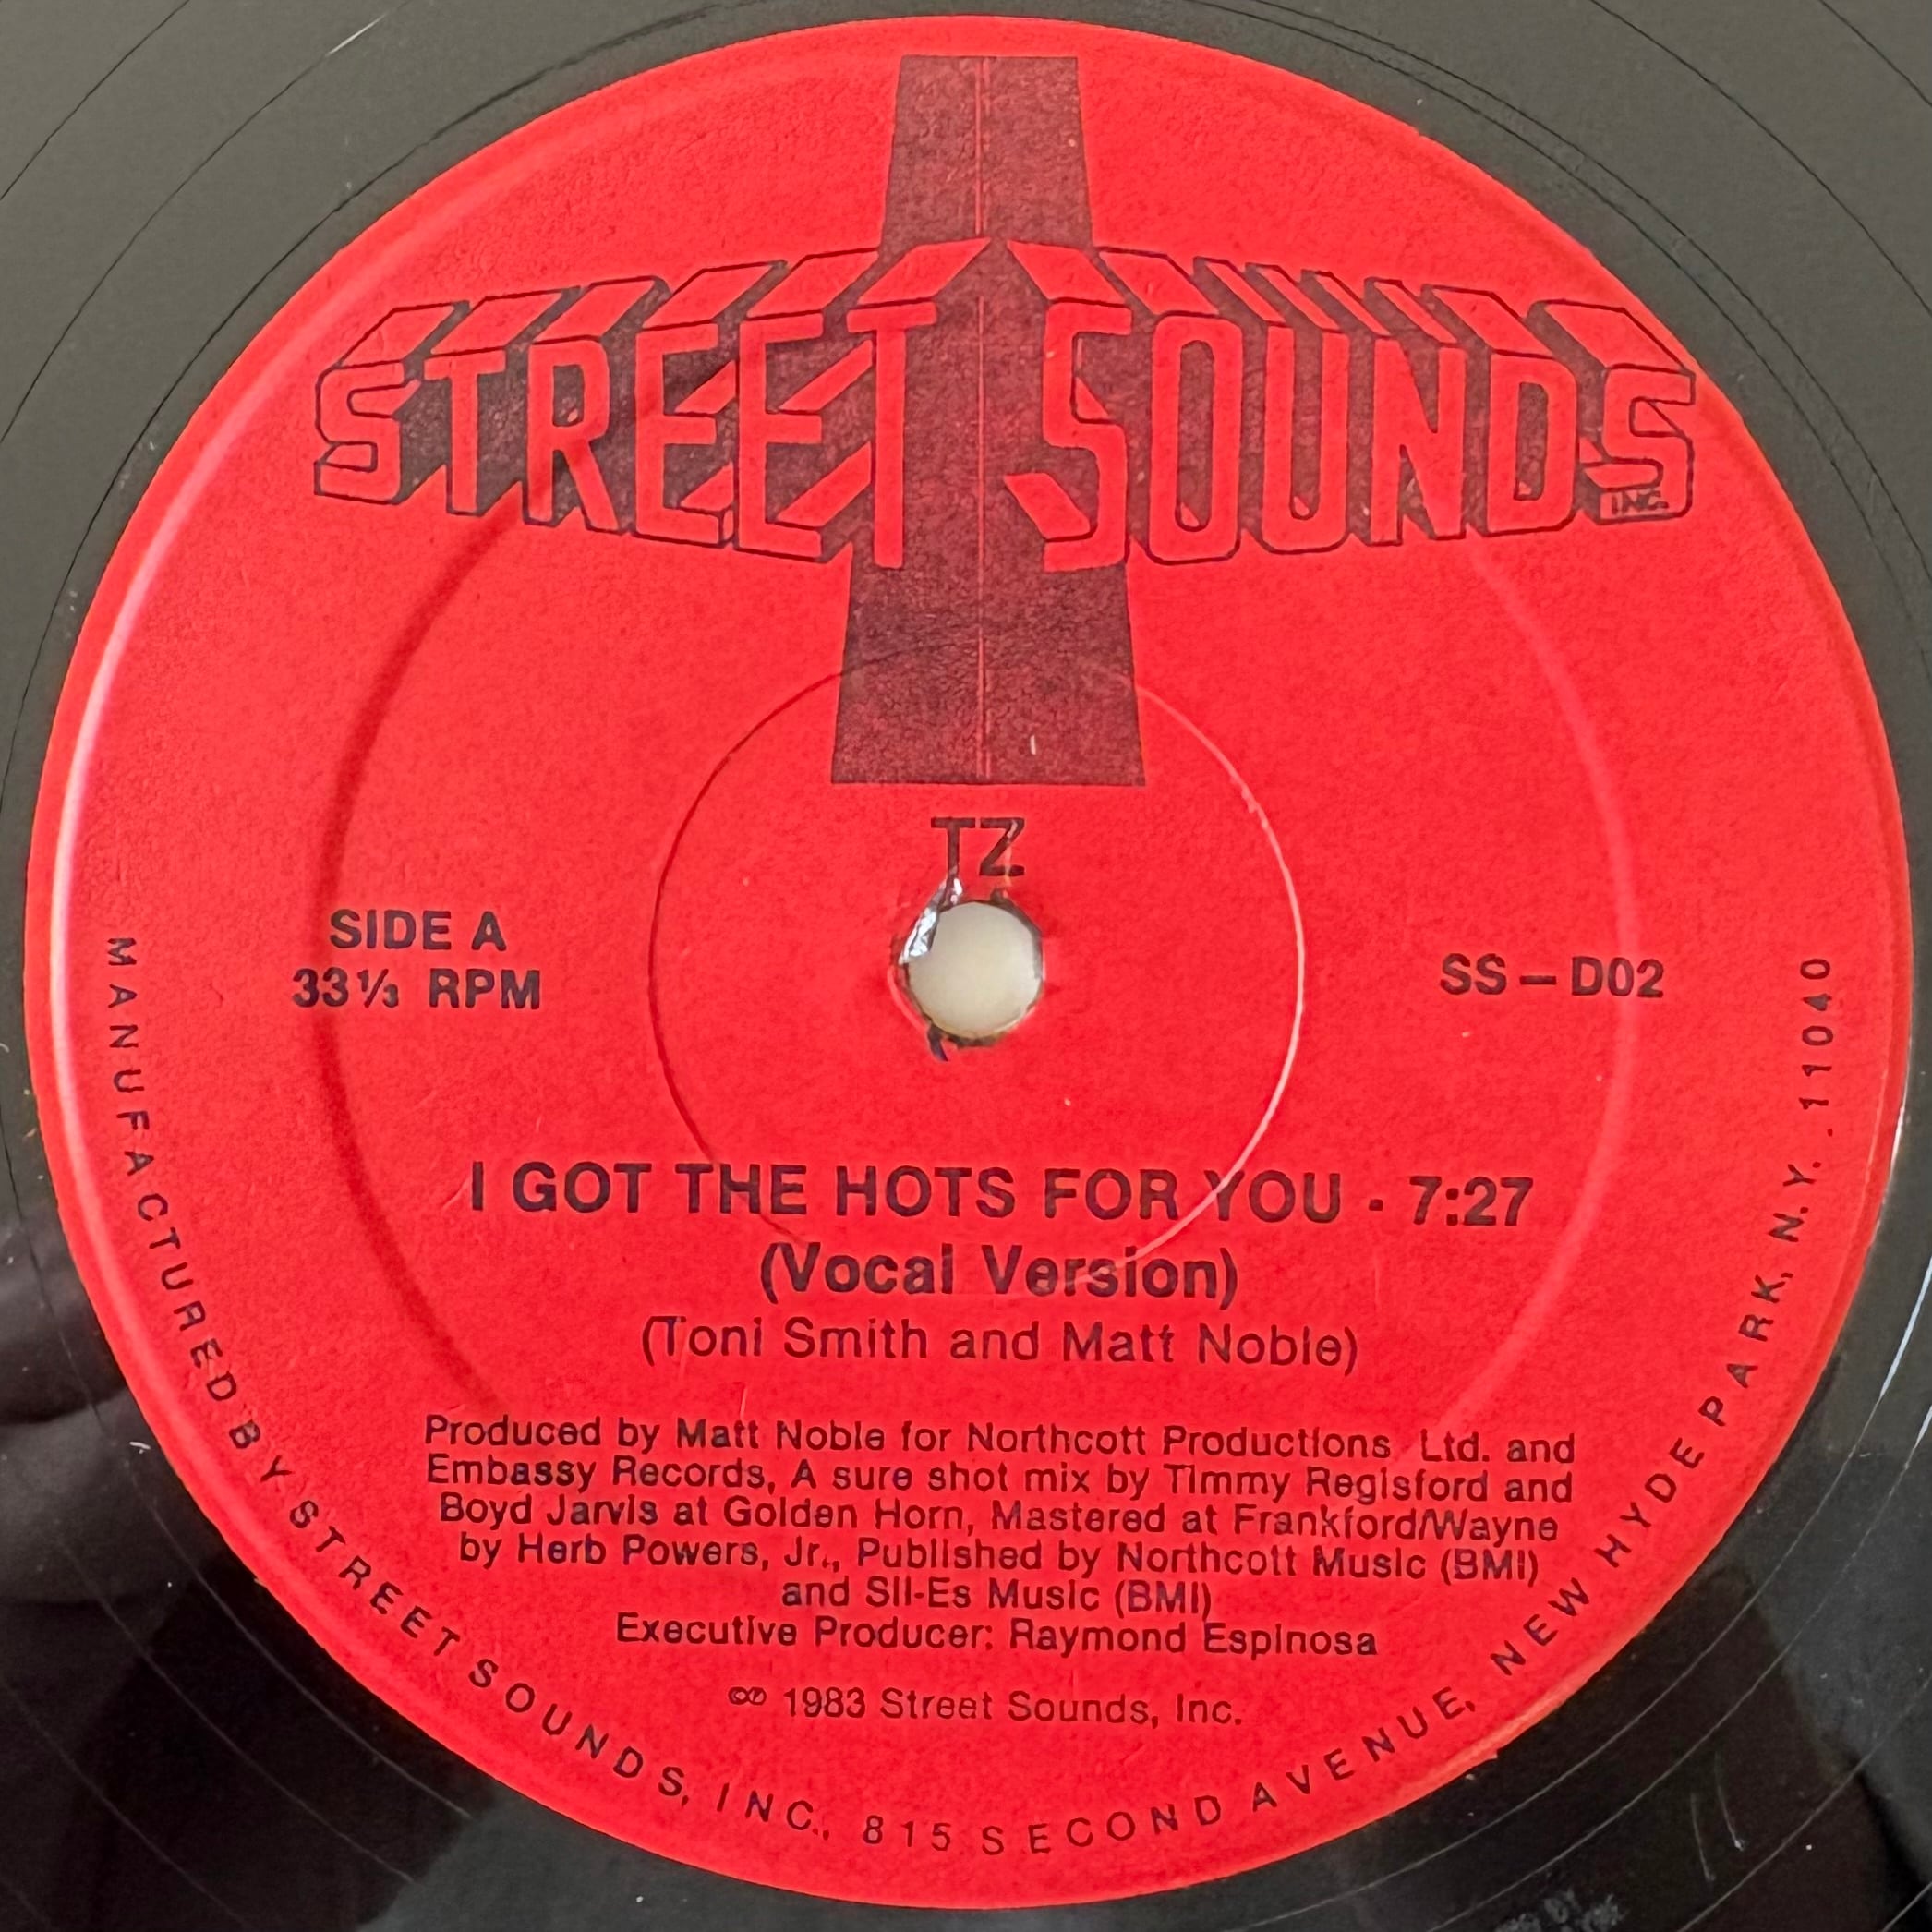 STREET SOUNDS
INC.
TZ
SIDE A
33⅓ RPM
SS – D02
I GOT THE HOTS FOR YOU - 7:27
(Vocal Version)
(Toni Smith and Matt Noble)
Produced by Matt Noble for Northcott Productions Ltd. and
Embassy Records, A sure shot mix by Timmy Regisford and
Boyd Jarvis at Golden Horn, Mastered at Frankford/Wayne
by Herb Powers, Jr., Published by Northcott Music (BMI)
and Sli-Es Music (BMI)
Executive Producer: Raymond Espinosa
©℗ 1983 Street Sounds, Inc.
MANUFACTURED BY STREET SOUNDS, INC., 815 SECOND AVENUE, NEW HYDE PARK, N.Y. 11040